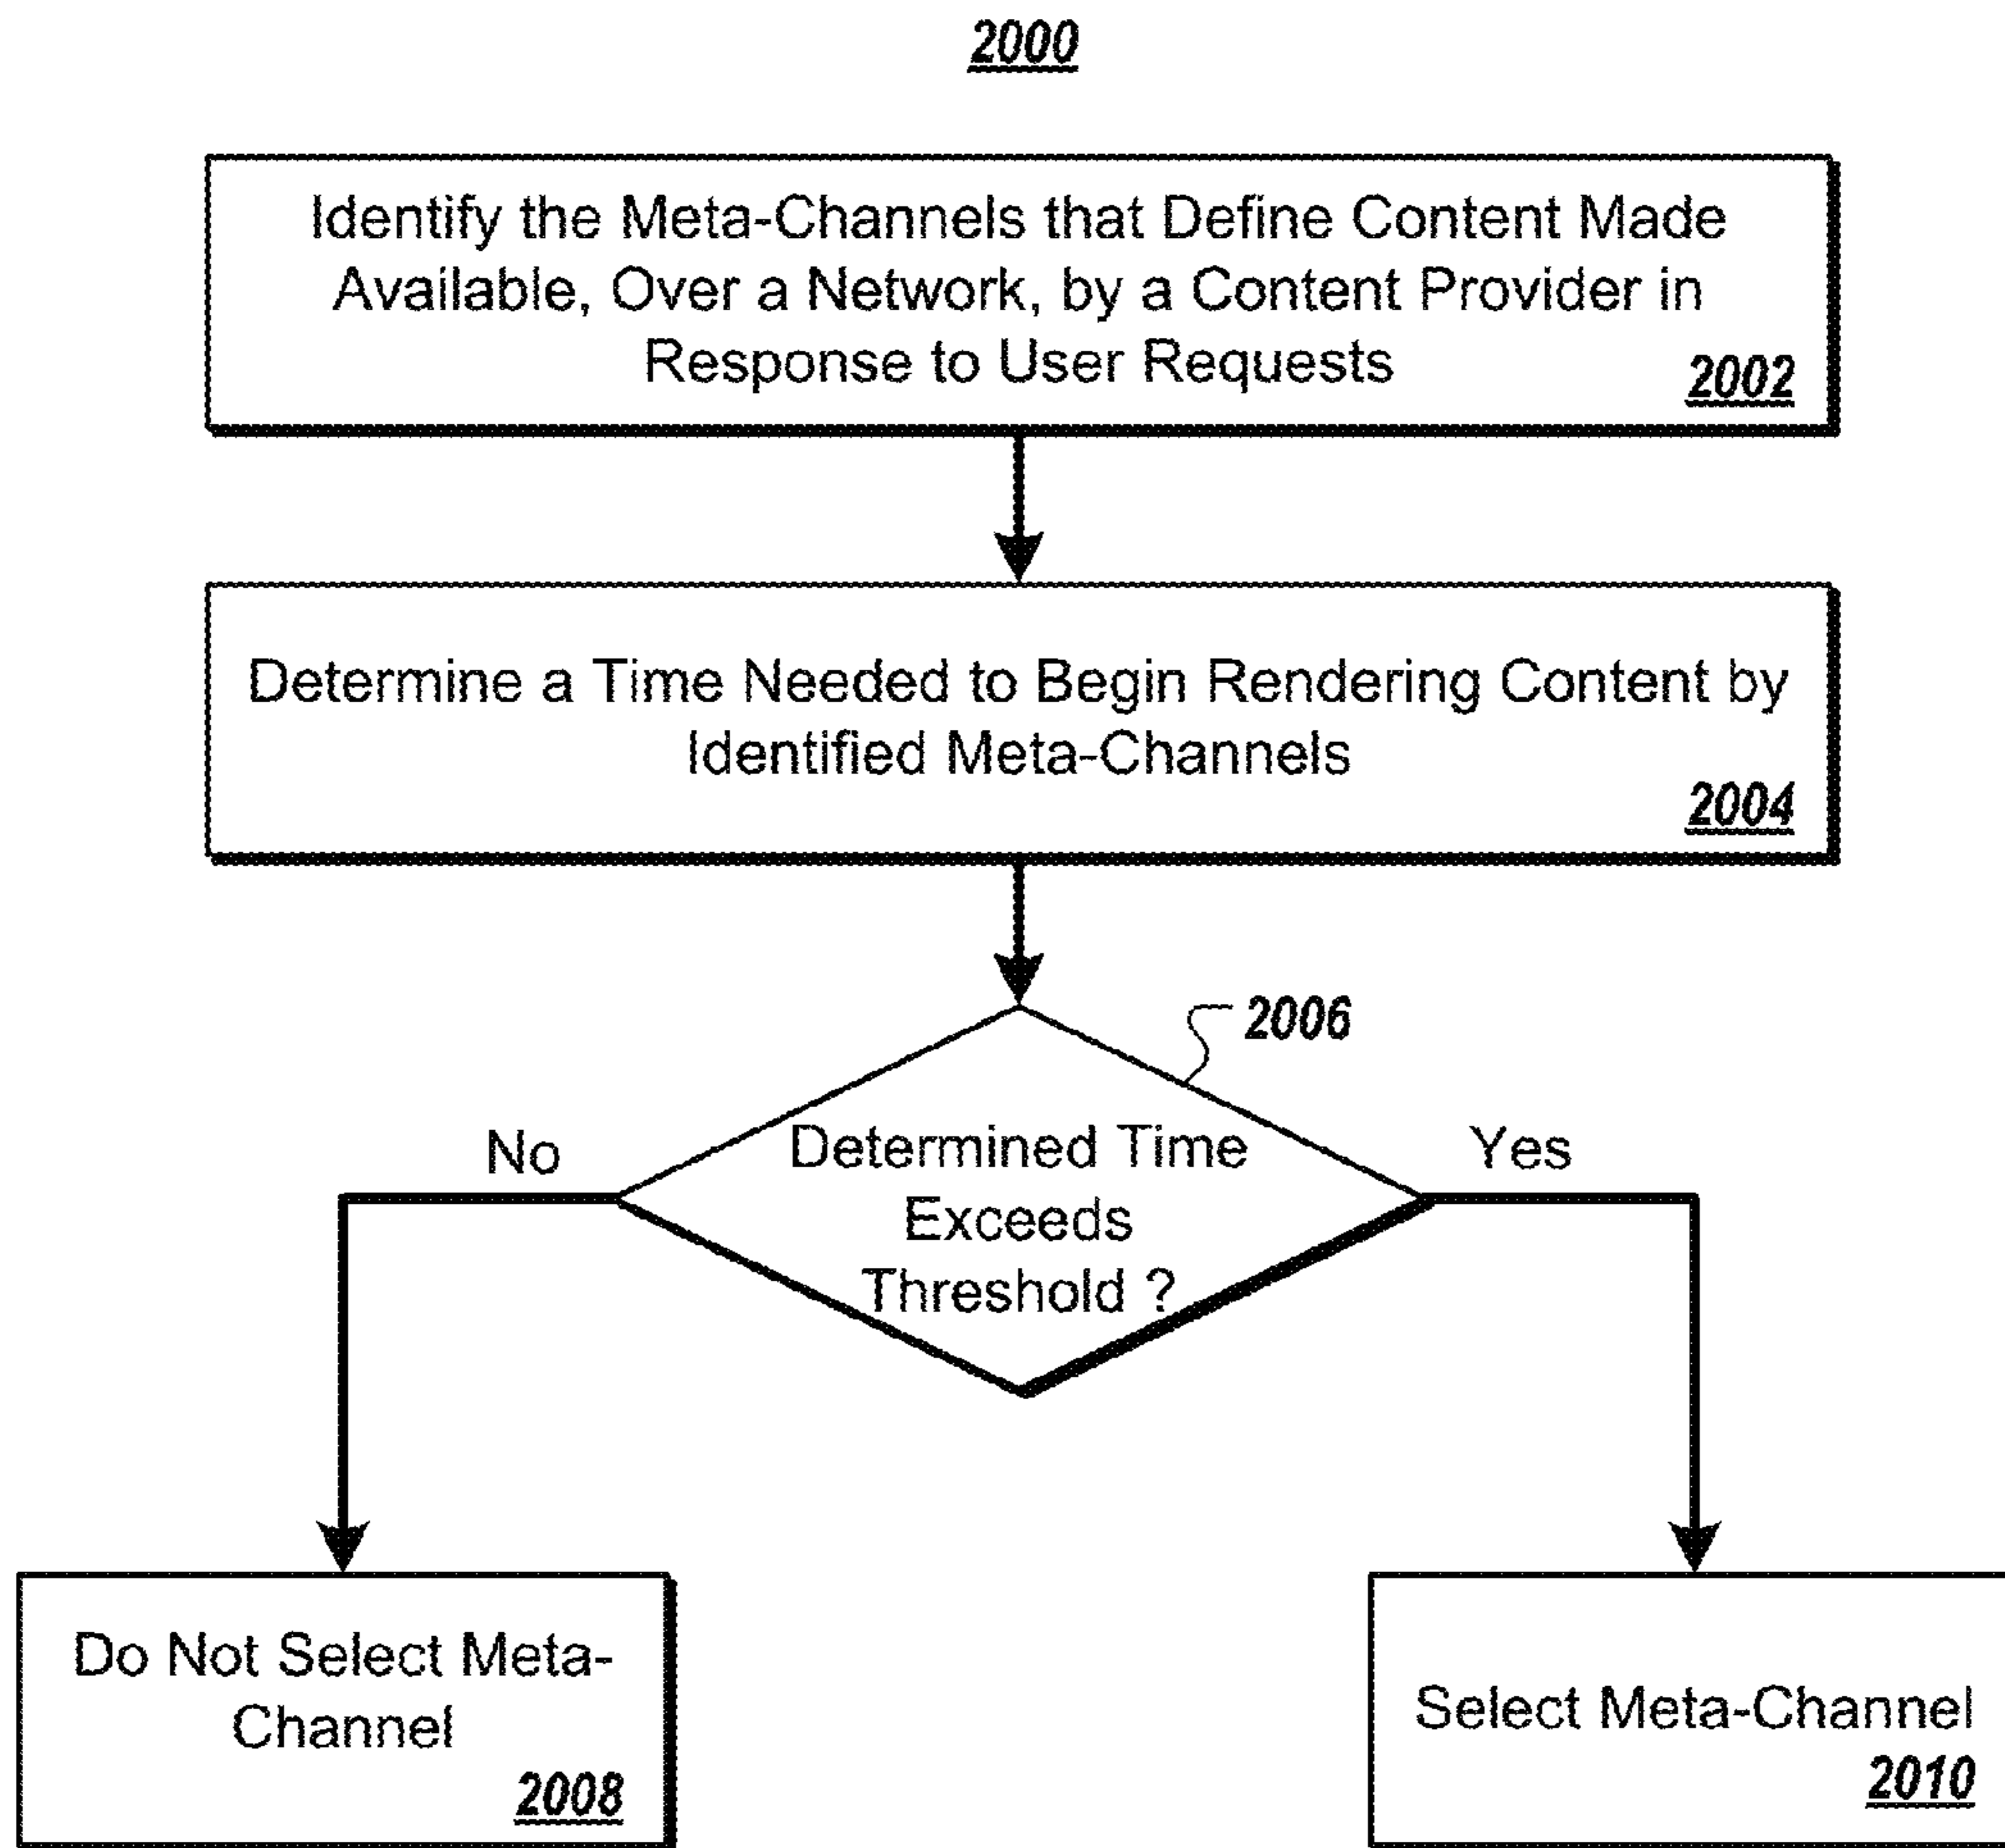 2000
Identify the Meta-Channels that Define Content Made
Available, Over a Network, by a Content Provider in
Response to User Requests
2002
Determine a Time Needed to Begin Rendering Content by
Identified Meta-Channels
2004
2006
No
Determined Time
Yes
Exceeds
Threshold ?
Do Not Select Meta-
Channel
2008
Select Meta-Channel
2010